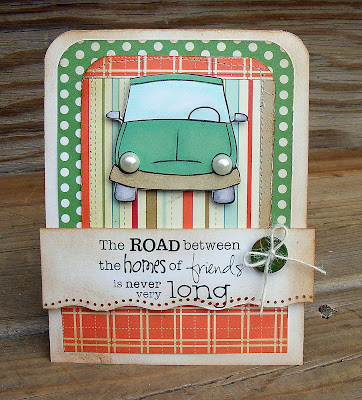 The ROAD between
the homes of friends
is never
very long